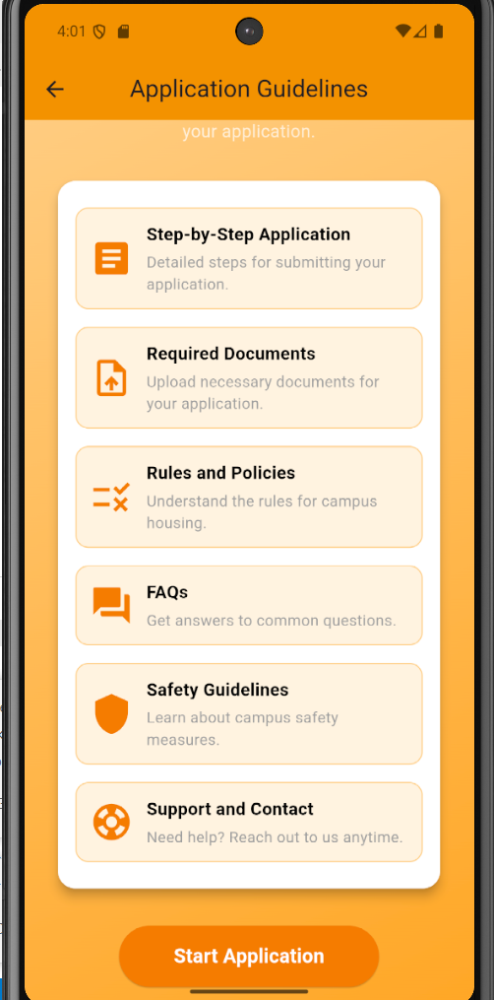 4:01
Application Guidelines
your application.
Step-by-Step Application
Detailed steps for submitting your
application.
Required Documents
Upload necessary documents for
your application.
Rules and Policies
Understand the rules for campus
housing.
FAQs
Get answers to common questions.
Safety Guidelines
Learn about campus safety
measures.
Support and Contact
Need help? Reach out to us anytime.
Start Application